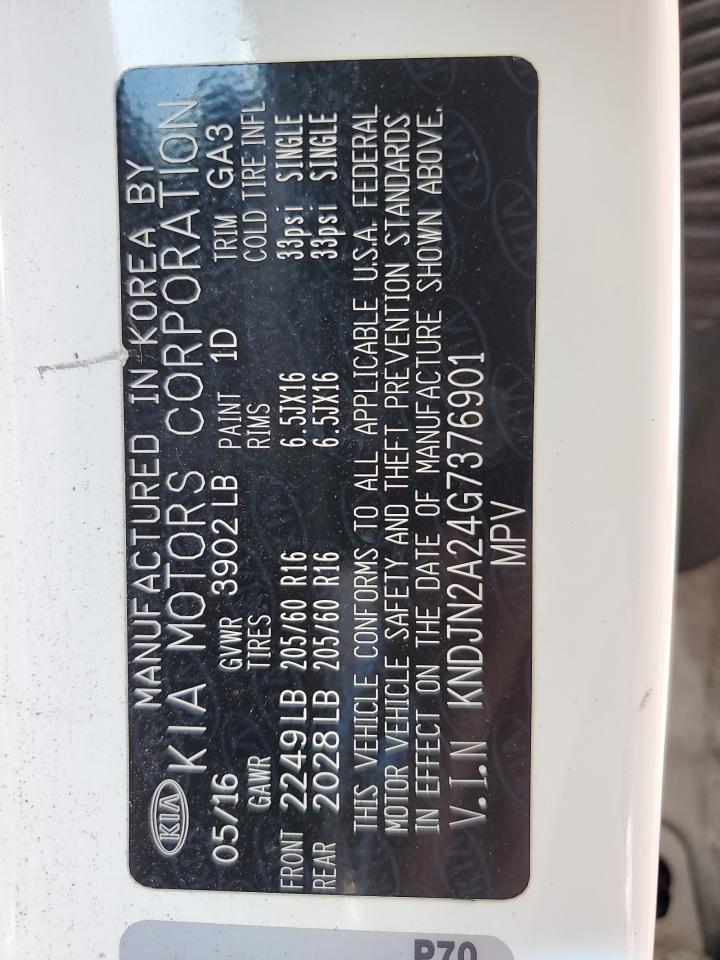 MANUFACTURED IN KOREA BY
KIA KIA MOTORS CORPORATION
05/16 GVWR 3902 LB PAINT 1D TRIM GA3
GAWR TIRES RIMS COLD TIRE INFL
FRONT 2249LB 205/60 R16 6.5JX16 33psi SINGLE
REAR 2028LB 205/60 R16 6.5JX16 33psi SINGLE
THIS VEHICLE CONFORMS TO ALL APPLICABLE U.S.A. FEDERAL
MOTOR VEHICLE SAFETY AND THEFT PREVENTION STANDARDS
IN EFFECT ON THE DATE OF MANUFACTURE SHOWN ABOVE.
V.I.N KNDJN2A24G7376901
MPV
P70